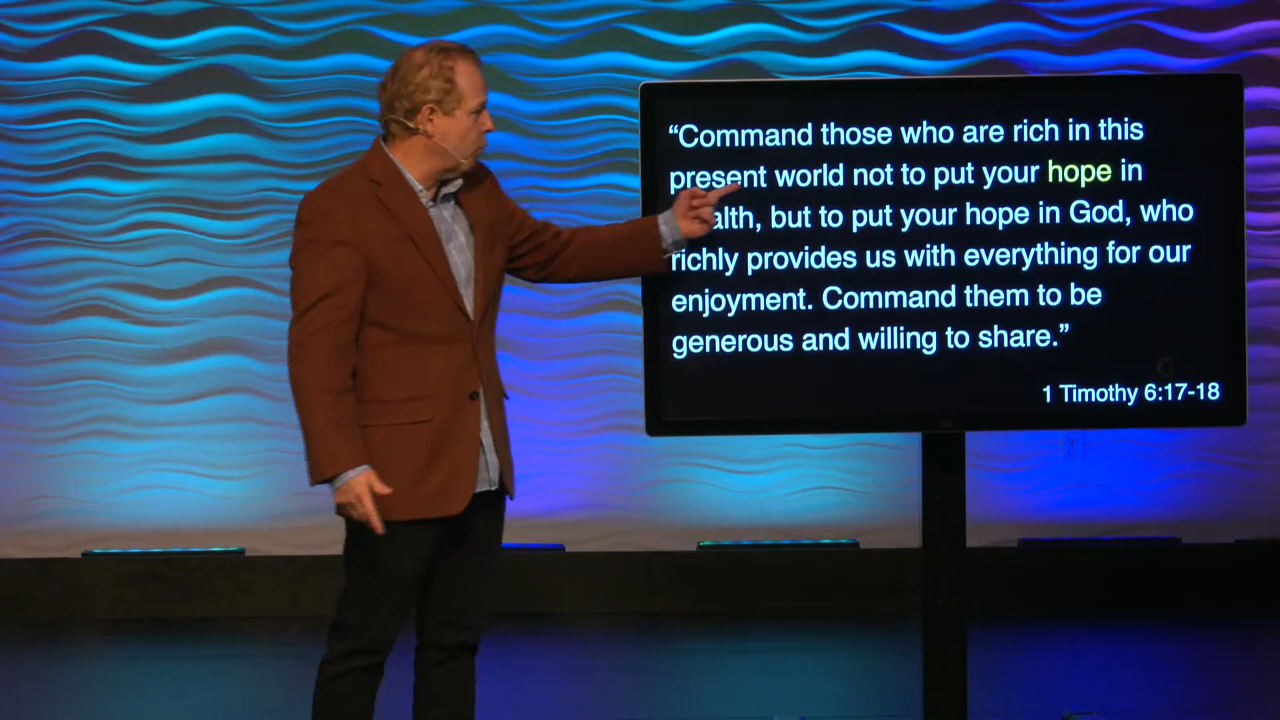 “Command those who are rich in this
present world not to put your hope in
alth, but to put your hope in God, who
richly provides us with everything for our
enjoyment. Command them to be
generous and willing to share.”
1 Timothy 6:17-18